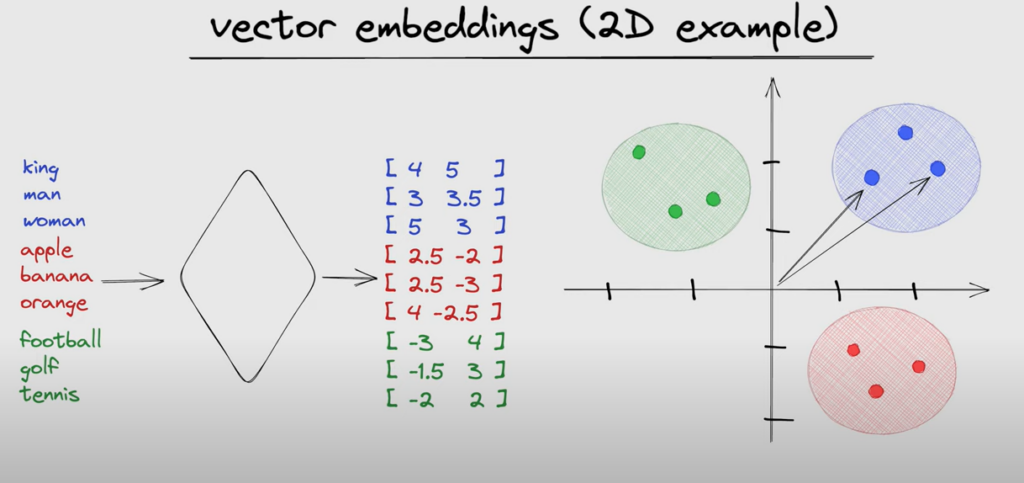 vector embeddings (2D example)
king
man
woman
apple
banana
orange
football
golf
tennis
[ 4 5 ]
[ 3 3.5 ]
[ 5 3 ]
[ 2.5 -2 ]
[ 2.5 -3 ]
[ 4 -2.5 ]
[ -3 4 ]
[ -1.5 3 ]
[ -2 2 ]